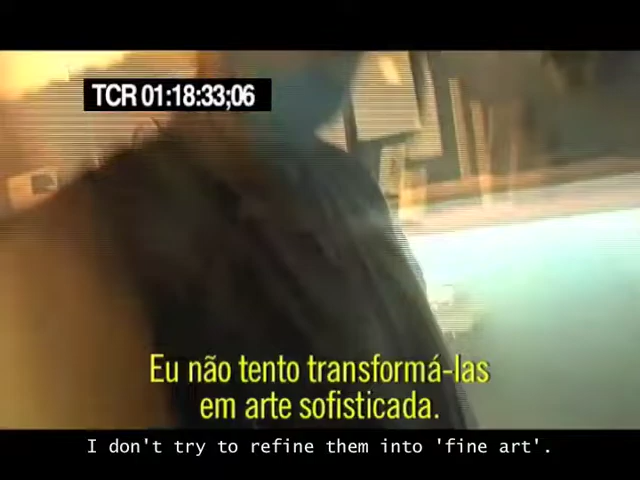 TCR 01:18:33;06
Eu não tento transformá-las
em arte sofisticada.
I don't try to refine them into 'fine art'.